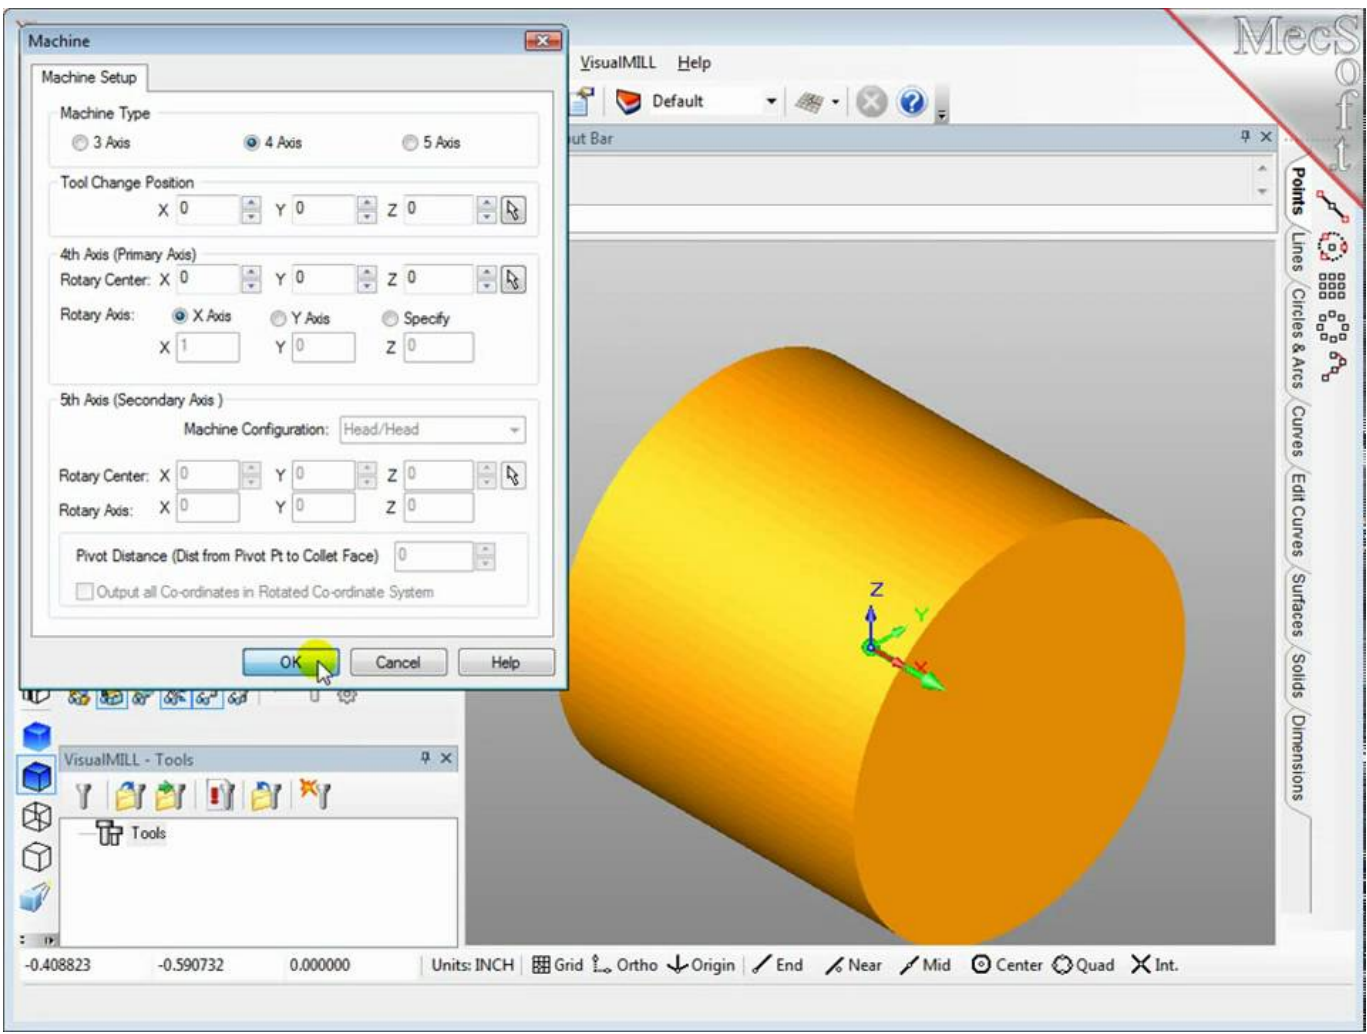 Machine
Machine Setup
Machine Type
3 Axis 4 Axis 5 Axis
Tool Change Position
X 0 Y 0 Z 0
4th Axis (Primary Axis)
Rotary Center: X 0 Y 0 Z 0
Rotary Axis: X Axis Y Axis Specify
X 1 Y 0 Z 0
5th Axis (Secondary Axis )
Machine Configuration: Head/Head
Rotary Center: X 0 Y 0 Z 0
Rotary Axis: X 0 Y 0 Z 0
Pivot Distance (Dist from Pivot Pt to Collet Face) 0
Output all Co-ordinates in Rotated Co-ordinate System
OK Cancel Help
VisualMILL Help
Default
ut Bar
MecSoft
Points
Lines
Circles & Arcs
Curves
Edit Curves
Surfaces
Solids
Dimensions
Z
Y
X
VisualMILL - Tools
Tools
-0.408823 -0.590732 0.000000 Units: INCH Grid Ortho Origin End Near Mid Center Quad Int.